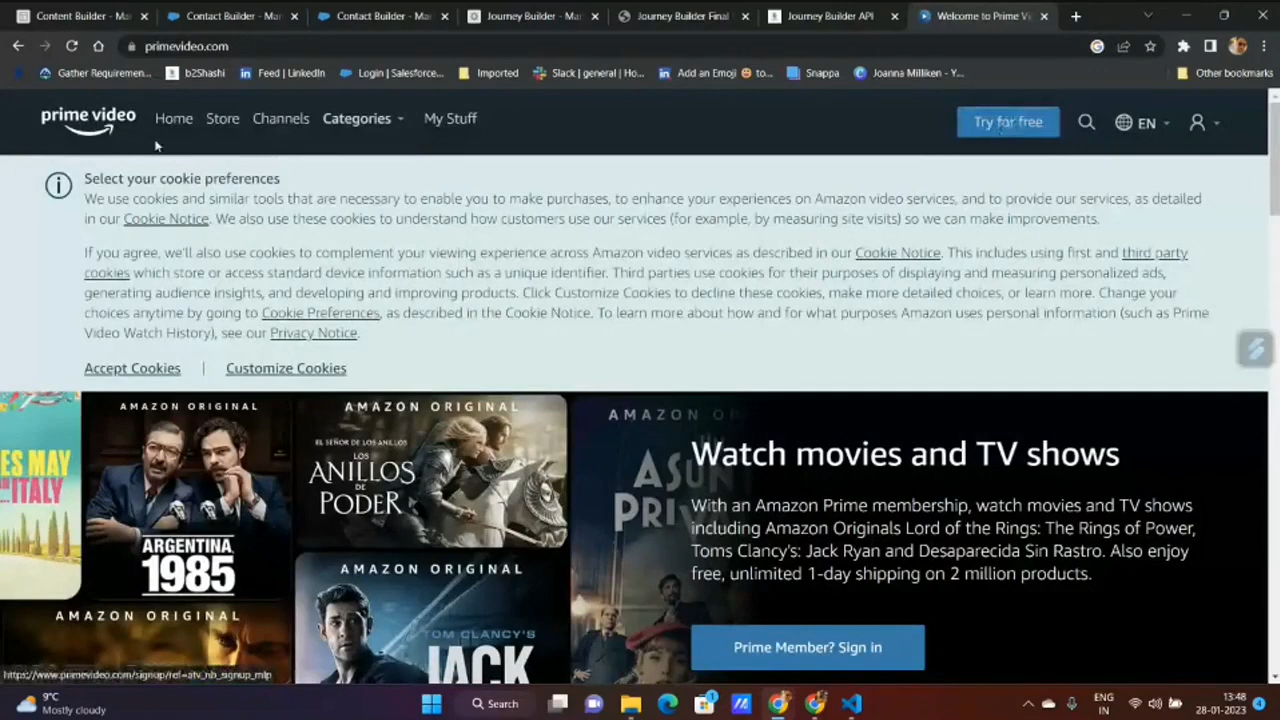 Content Builder - Ma
Contact Builder - Mar
Contact Builder - Mar
Journey Builder - Mar
Journey Builder Final
Journey Builder API
Welcome to Prime Vi
primevideo.com
Gather Requiremen...
b2Shashi
Feed | LinkedIn
Login | Salesforce...
Imported
Slack | general | Ho...
Add an Emoji 😍 to...
Snappa
Joanna Milliken - Y...
Other bookmarks
prime video
Home
Store
Channels
Categories
My Stuff
Try for free
EN
Select your cookie preferences
We use cookies and similar tools that are necessary to enable you to make purchases, to enhance your experiences on Amazon video services, and to provide our services, as detailed
in our Cookie Notice. We also use these cookies to understand how customers use our services (for example, by measuring site visits) so we can make improvements.
If you agree, we'll also use cookies to complement your viewing experience across Amazon video services as described in our Cookie Notice. This includes using first and third party
cookies which store or access standard device information such as a unique identifier. Third parties use cookies for their purposes of displaying and measuring personalized ads,
generating audience insights, and developing and improving products. Click Customize Cookies to decline these cookies, make more detailed choices, or learn more. Change your
choices anytime by going to Cookie Preferences, as described in the Cookie Notice. To learn more about how and for what purposes Amazon uses personal information (such as Prime
Video Watch History), see our Privacy Notice.
Accept Cookies | Customize Cookies
ES MAY
ITALY
AMAZON ORIGINAL
ARGENTINA,
1985
AMAZON ORIGINAL
EL SEÑOR DE LOS ANILLOS
LOS
ANILLOS
DE
PODER
AMAZON OR
A SUN
PRIV
AMAZON ORIGINAL
AMAZON ORIGINAL
TOM CLANCY'S
JACK
Watch movies and TV shows
With an Amazon Prime membership, watch movies and TV shows
including Amazon Originals Lord of the Rings: The Rings of Power,
Toms Clancy's: Jack Ryan and Desaparecida Sin Rastro. Also enjoy
free, unlimited 1-day shipping on 2 million products.
Prime Member? Sign in
https://www.primevideo.com/signup/ref=atv_nb_signup_mlp
9°C
Mostly cloudy
Search
ENG
IN
13:48
28-01-2023